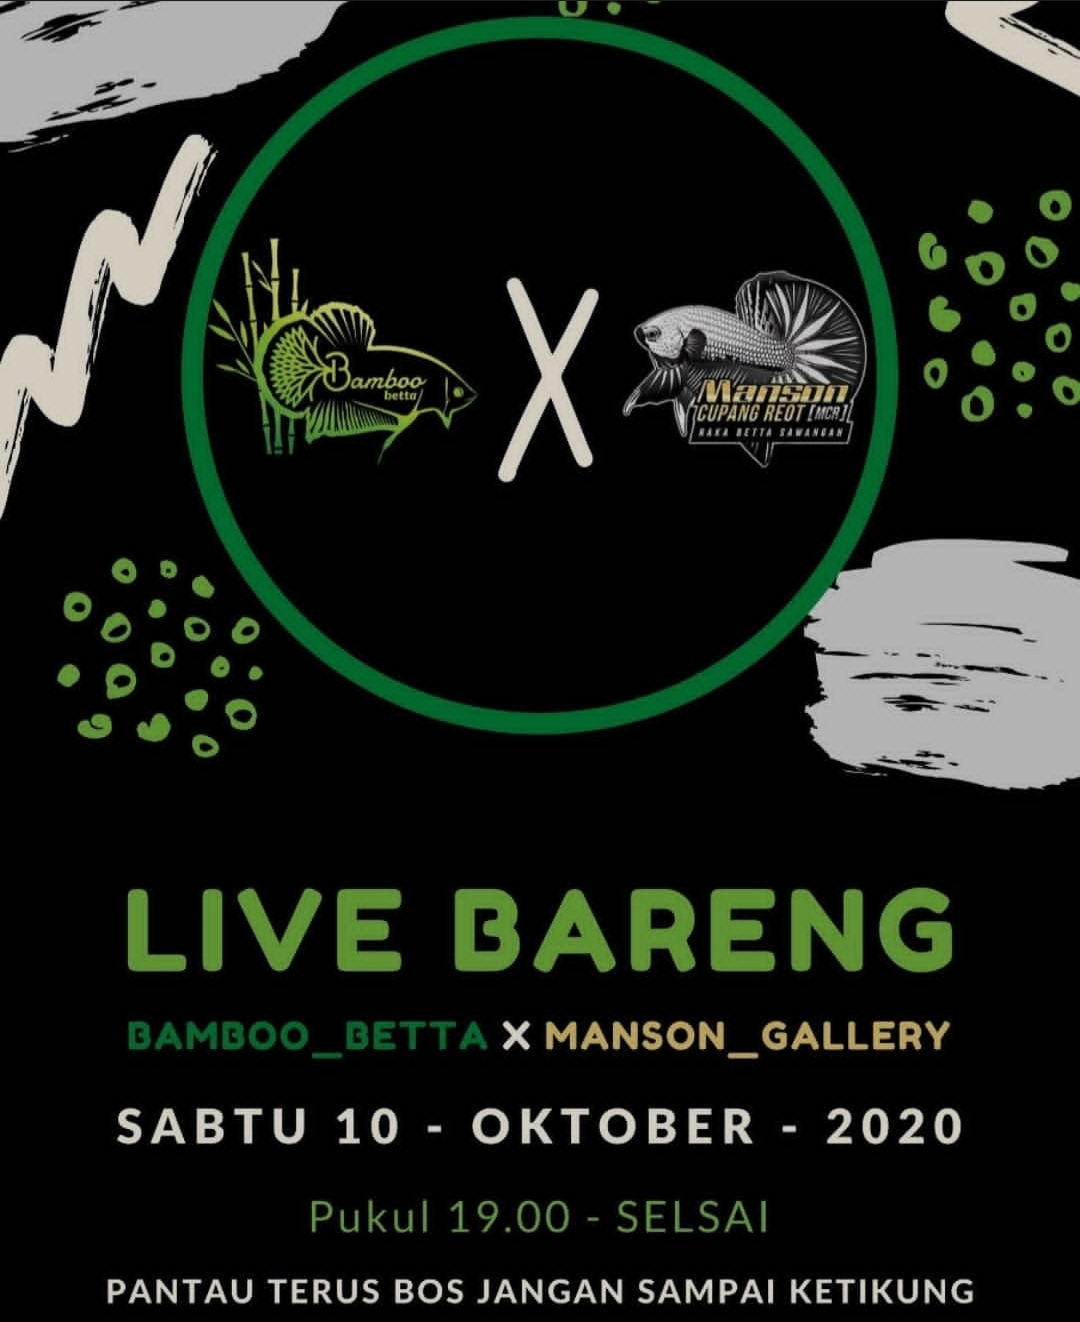 Bamboo
betta
X
Manson
CUPANG REOT [MCR]
RAKA BETTA SAWANGAN
LIVE BARENG
BAMBOO_BETTA X MANSON_GALLERY
SABTU 10 - OKTOBER - 2020
Pukul 19.00 - SELSAI
PANTAU TERUS BOS JANGAN SAMPAI KETIKUNG